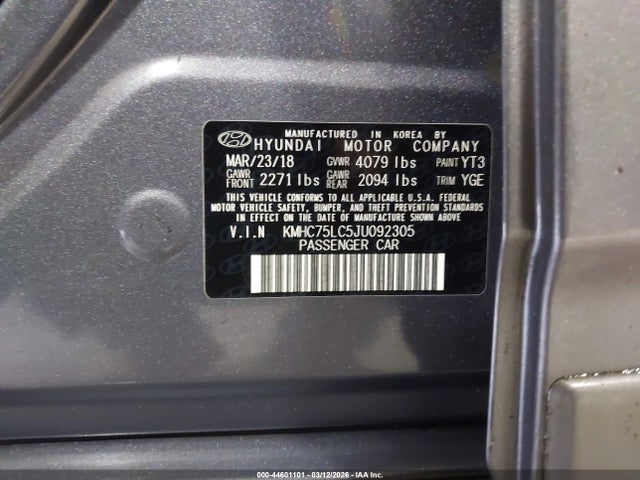 MANUFACTURED IN KOREA BY
HYUNDAI MOTOR COMPANY
MAR/23/18 GVWR 4079 lbs PAINT YT3
GAWR FRONT 2271 lbs GAWR REAR 2094 lbs TRIM YGE
THIS VEHICLE CONFORMS TO ALL APPLICABLE U.S.A. FEDERAL
MOTOR VEHICLE SAFETY, BUMPER, AND THEFT PREVENTION STANDARDS
IN EFFECT ON THE DATE OF MANUFACTURE SHOWN ABOVE.
V.I.N KMHC75LC5JU092305
PASSENGER CAR
000-44601101 - 03/12/2026 - IAA Inc.